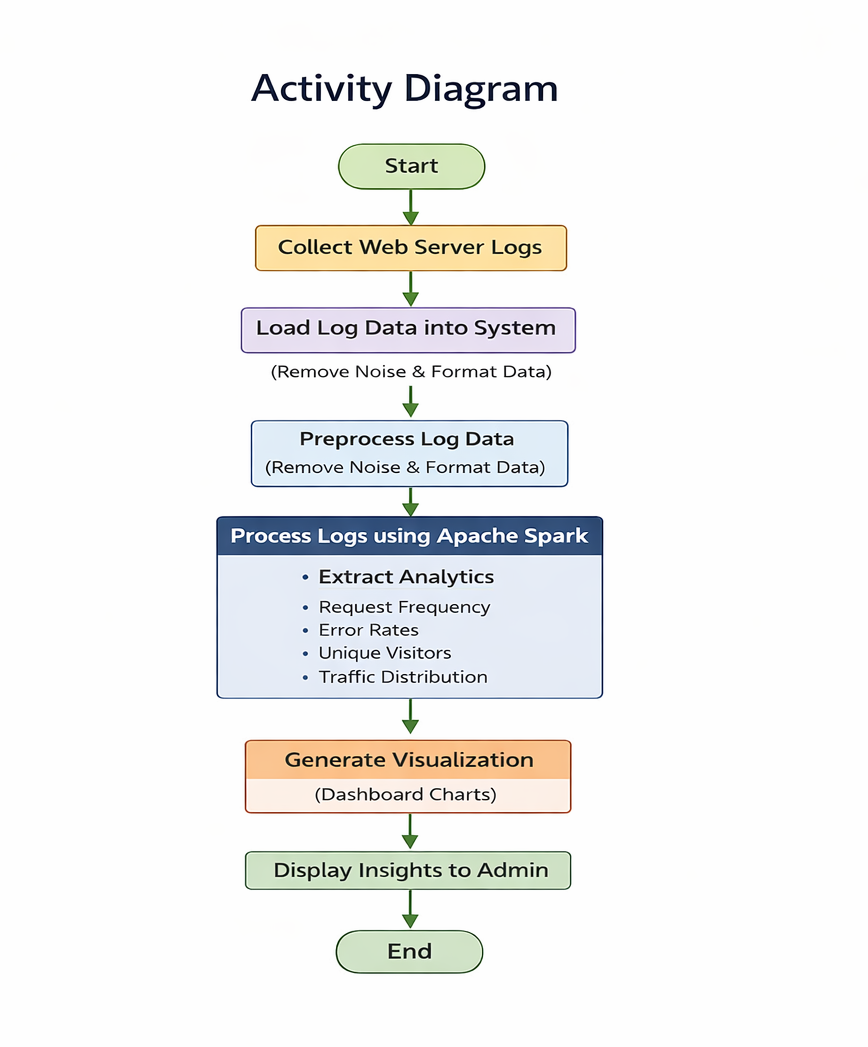 Activity Diagram
Start
Collect Web Server Logs
Load Log Data into System
(Remove Noise & Format Data)
Preprocess Log Data
(Remove Noise & Format Data)
Process Logs using Apache Spark
• Extract Analytics
• Request Frequency
• Error Rates
• Unique Visitors
• Traffic Distribution
Generate Visualization
(Dashboard Charts)
Display Insights to Admin
End